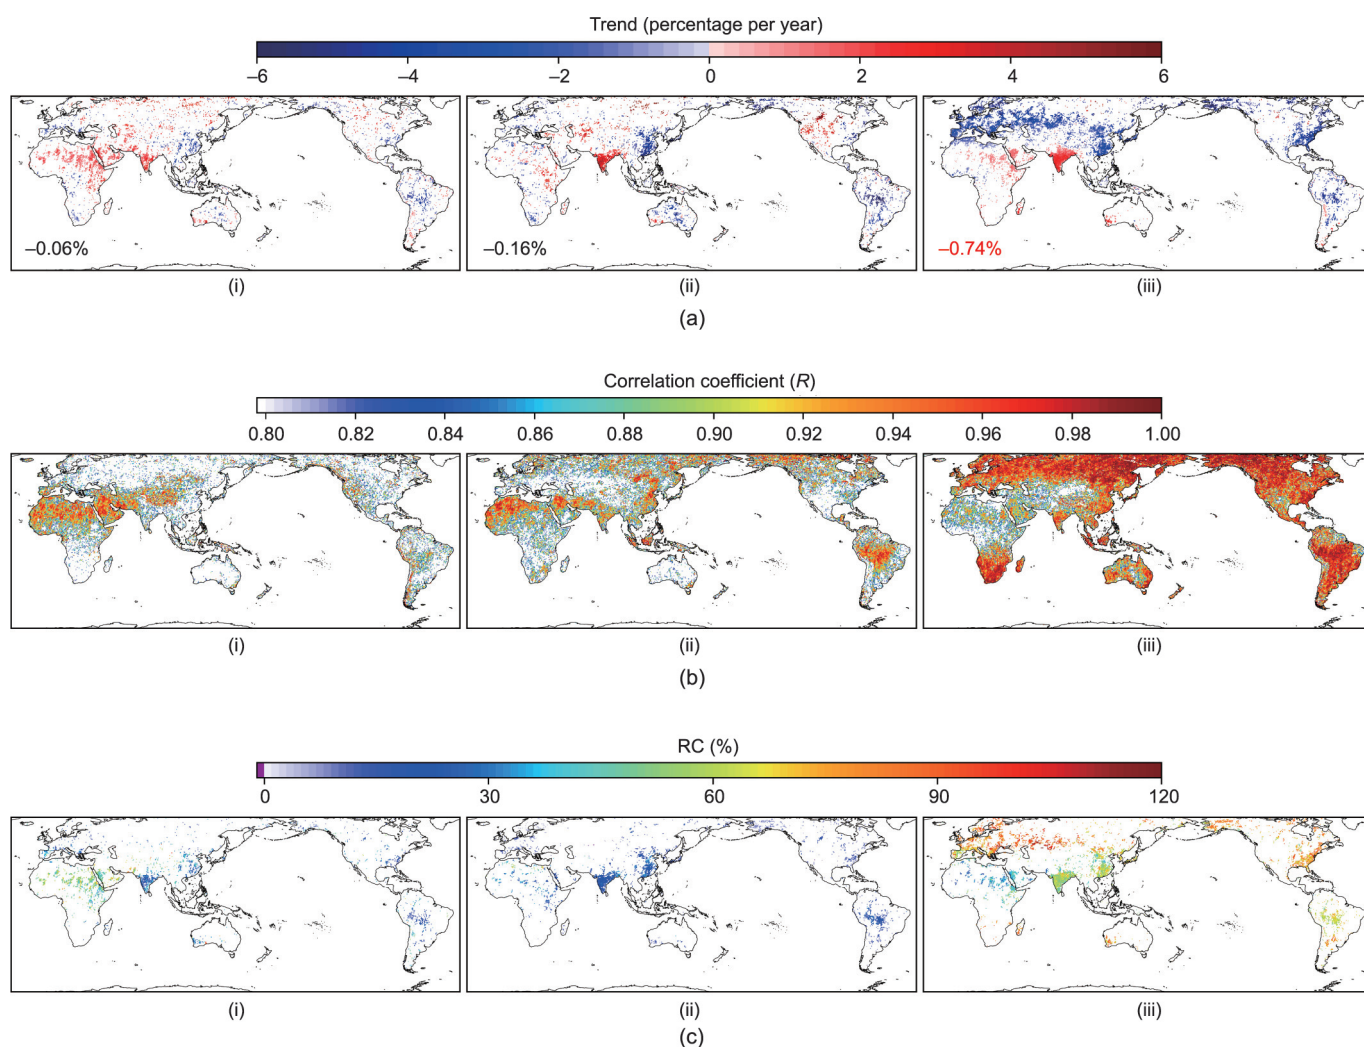 Trend (percentage per year)
–6 –4 –2 0 2 4 6
–0.06% –0.16% –0.74%
(i) (ii) (iii)
(a)
Correlation coefficient (R)
0.80 0.82 0.84 0.86 0.88 0.90 0.92 0.94 0.96 0.98 1.00
(i) (ii) (iii)
(b)
RC (%)
0 30 60 90 120
(i) (ii) (iii)
(c)